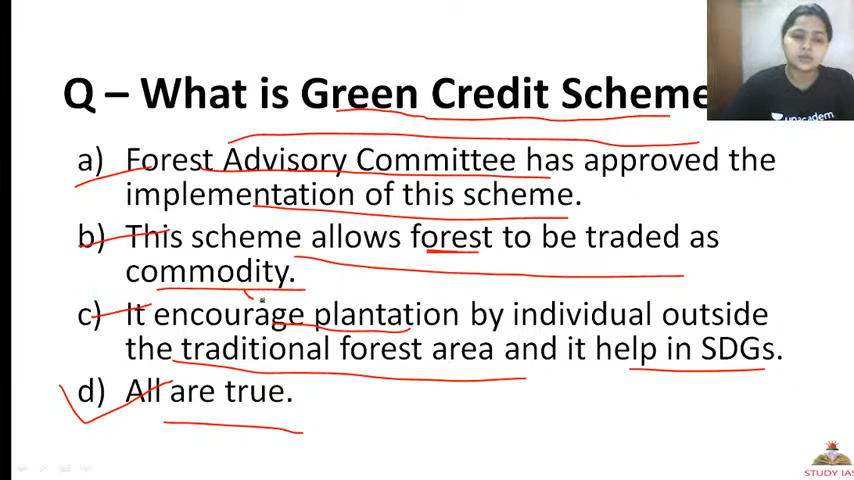 Q – What is Green Credit Scheme
a) Forest Advisory Committee has approved the
implementation of this scheme.
b) This scheme allows forest to be traded as
commodity.
c) It encourage plantation by individual outside
the traditional forest area and it help in SDGs.
d) All are true.
unacadem
STUDY IAS